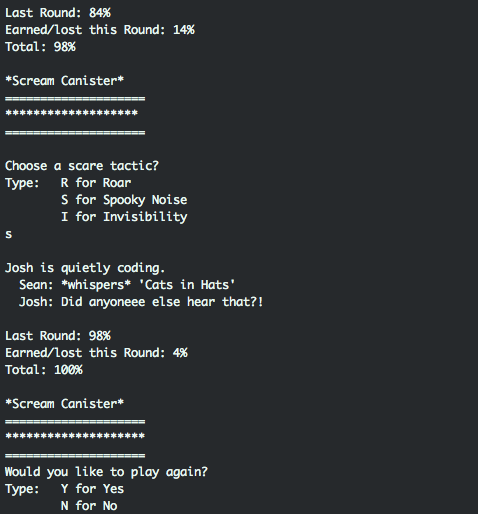 Last Round: 84%
Earned/lost this Round: 14%
Total: 98%
*Scream Canister*
====================
*******************
====================
Choose a scare tactic?
Type:   R for Roar
        S for Spooky Noise
        I for Invisibility
s
Josh is quietly coding.
  Sean: *whispers* 'Cats in Hats'
  Josh: Did anyoneee else hear that?!
Last Round: 98%
Earned/lost this Round: 4%
Total: 100%
*Scream Canister*
====================
********************
====================
Would you like to play again?
Type:   Y for Yes
        N for No